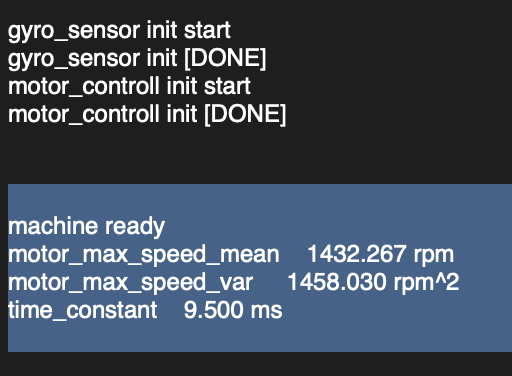 gyro_sensor init start
gyro_sensor init [DONE]
motor_controll init start
motor_controll init [DONE]
machine ready
motor_max_speed_mean    1432.267 rpm
motor_max_speed_var    1458.030 rpm^2
time_constant    9.500 ms